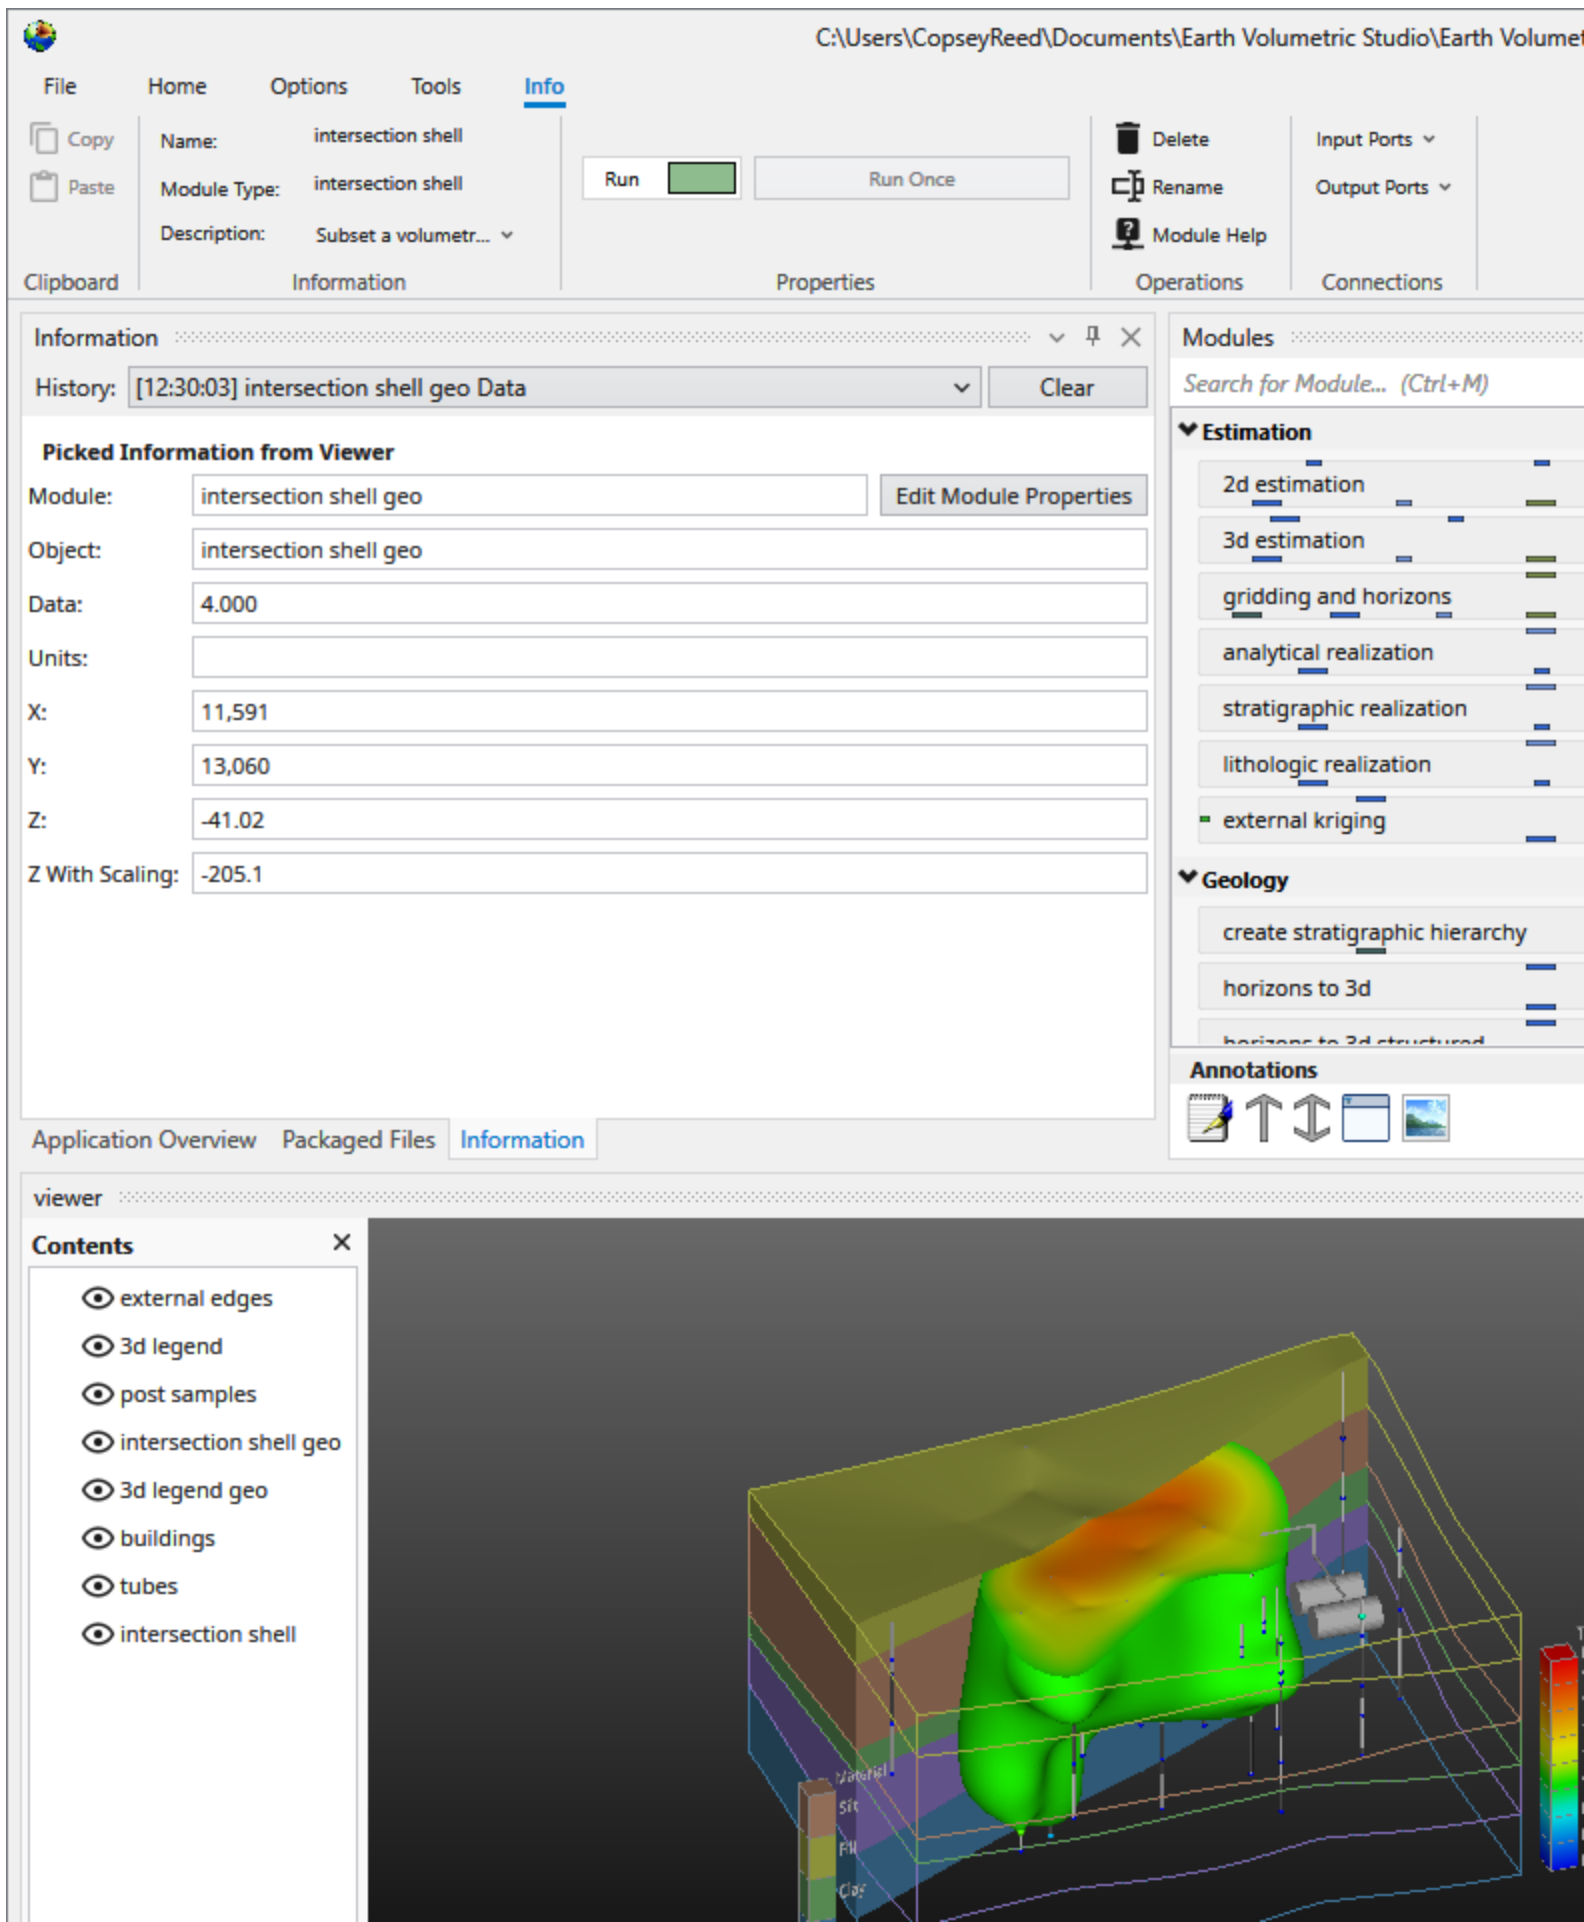 C:\Users\CopseyReed\Documents\Earth Volumetric Studio\Earth Volumet
File Home Options Tools Info
Copy
Paste
Clipboard
Name: intersection shell
Module Type: intersection shell
Description: Subset a volumetr...
Information
Run Run Once
Properties
Delete
Rename
Module Help
Operations
Input Ports
Output Ports
Connections
Information
History: [12:30:03] intersection shell geo Data Clear
Picked Information from Viewer
Module: intersection shell geo Edit Module Properties
Object: intersection shell geo
Data: 4.000
Units:
X: 11,591
Y: 13,060
Z: -41.02
Z With Scaling: -205.1
Application Overview Packaged Files Information
Modules
Search for Module... (Ctrl+M)
Estimation
2d estimation
3d estimation
gridding and horizons
analytical realization
stratigraphic realization
lithologic realization
external kriging
Geology
create stratigraphic hierarchy
horizons to 3d
horizons to 3d structured
Annotations
viewer
Contents
external edges
3d legend
post samples
intersection shell geo
3d legend geo
buildings
tubes
intersection shell
Material
Silt
Fill
Clay